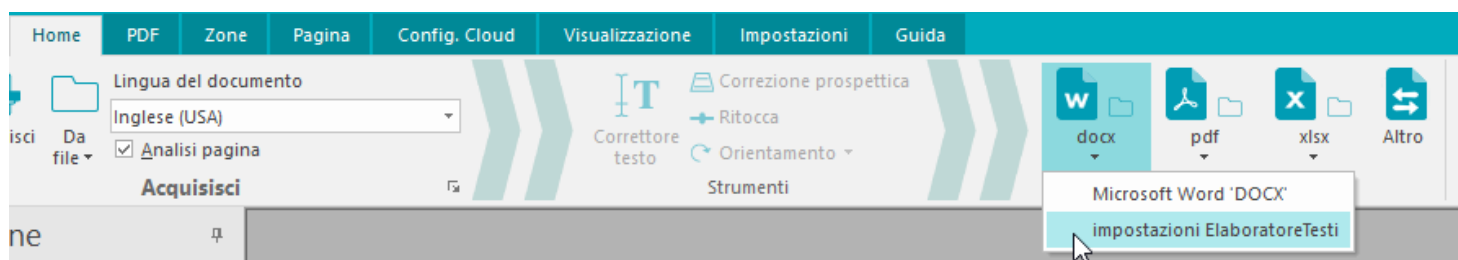 Home PDF Zone Pagina Config. Cloud Visualizzazione Impostazioni Guida
Lingua del documento
Inglese (USA)
Analisi pagina
isci
Da
file
Acquisisci
T
Correttore
testo
Correzione prospettica
Ritocca
Orientamento
Strumenti
W
docx
pdf
X
xlsx
Altro
Microsoft Word 'DOCX'
impostazioni ElaboratoreTesti
ne